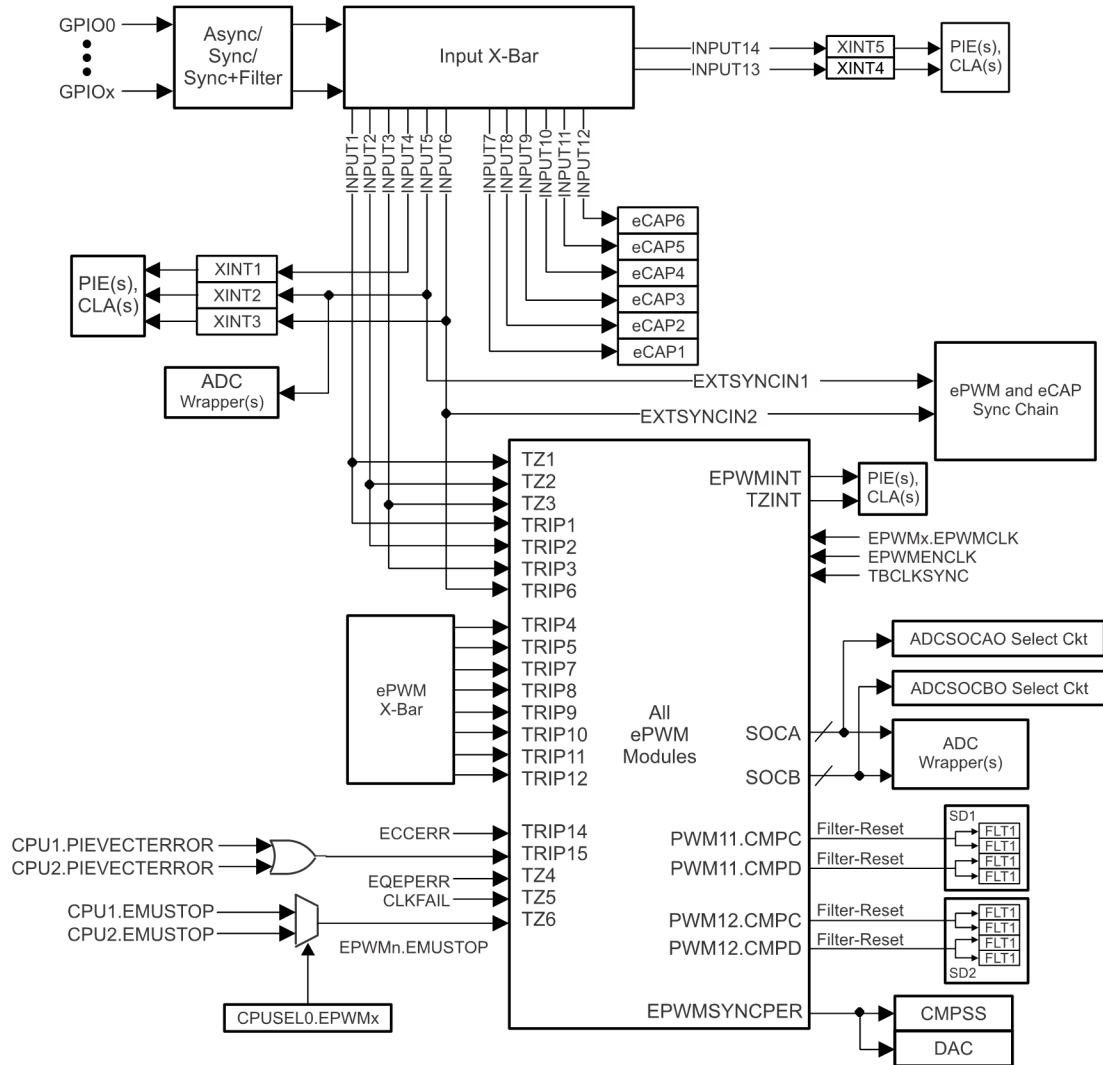 GPIO0
GPIOx
Async/
Sync/
Sync+Filter
Input X-Bar
INPUT14
INPUT13
XINT5
XINT4
PIE(s),
CLA(s)
INPUT1
INPUT2
INPUT3
INPUT4
INPUT5
INPUT6
INPUT7
INPUT8
INPUT9
INPUT10
INPUT11
INPUT12
eCAP6
eCAP5
eCAP4
eCAP3
eCAP2
eCAP1
PIE(s),
CLA(s)
XINT1
XINT2
XINT3
ADC
Wrapper(s)
EXTSYNCIN1
EXTSYNCIN2
ePWM and eCAP
Sync Chain
TZ1
TZ2
TZ3
TRIP1
TRIP2
TRIP3
TRIP6
ePWM
X-Bar
TRIP4
TRIP5
TRIP7
TRIP8
TRIP9
TRIP10
TRIP11
TRIP12
CPU1.PIEVECTERROR
CPU2.PIEVECTERROR
CPU1.EMUSTOP
CPU2.EMUSTOP
CPUSEL0.EPWMx
ECCERR
EQEPERR
CLKFAIL
EPWMn.EMUSTOP
TRIP14
TRIP15
TZ4
TZ5
TZ6
All
ePWM
Modules
EPWMINT
TZINT
PIE(s),
CLA(s)
EPWMx.EPWMCLK
EPWMENCLK
TBCLKSYNC
SOCA
SOCB
ADCSOCAO Select Ckt
ADCSOCBO Select Ckt
ADC
Wrapper(s)
PWM11.CMPC
PWM11.CMPD
Filter-Reset
Filter-Reset
SD1
FLT1
FLT1
FLT1
FLT1
PWM12.CMPC
PWM12.CMPD
Filter-Reset
Filter-Reset
FLT1
FLT1
FLT1
FLT1
SD2
EPWMSYNCPER
CMPSS
DAC